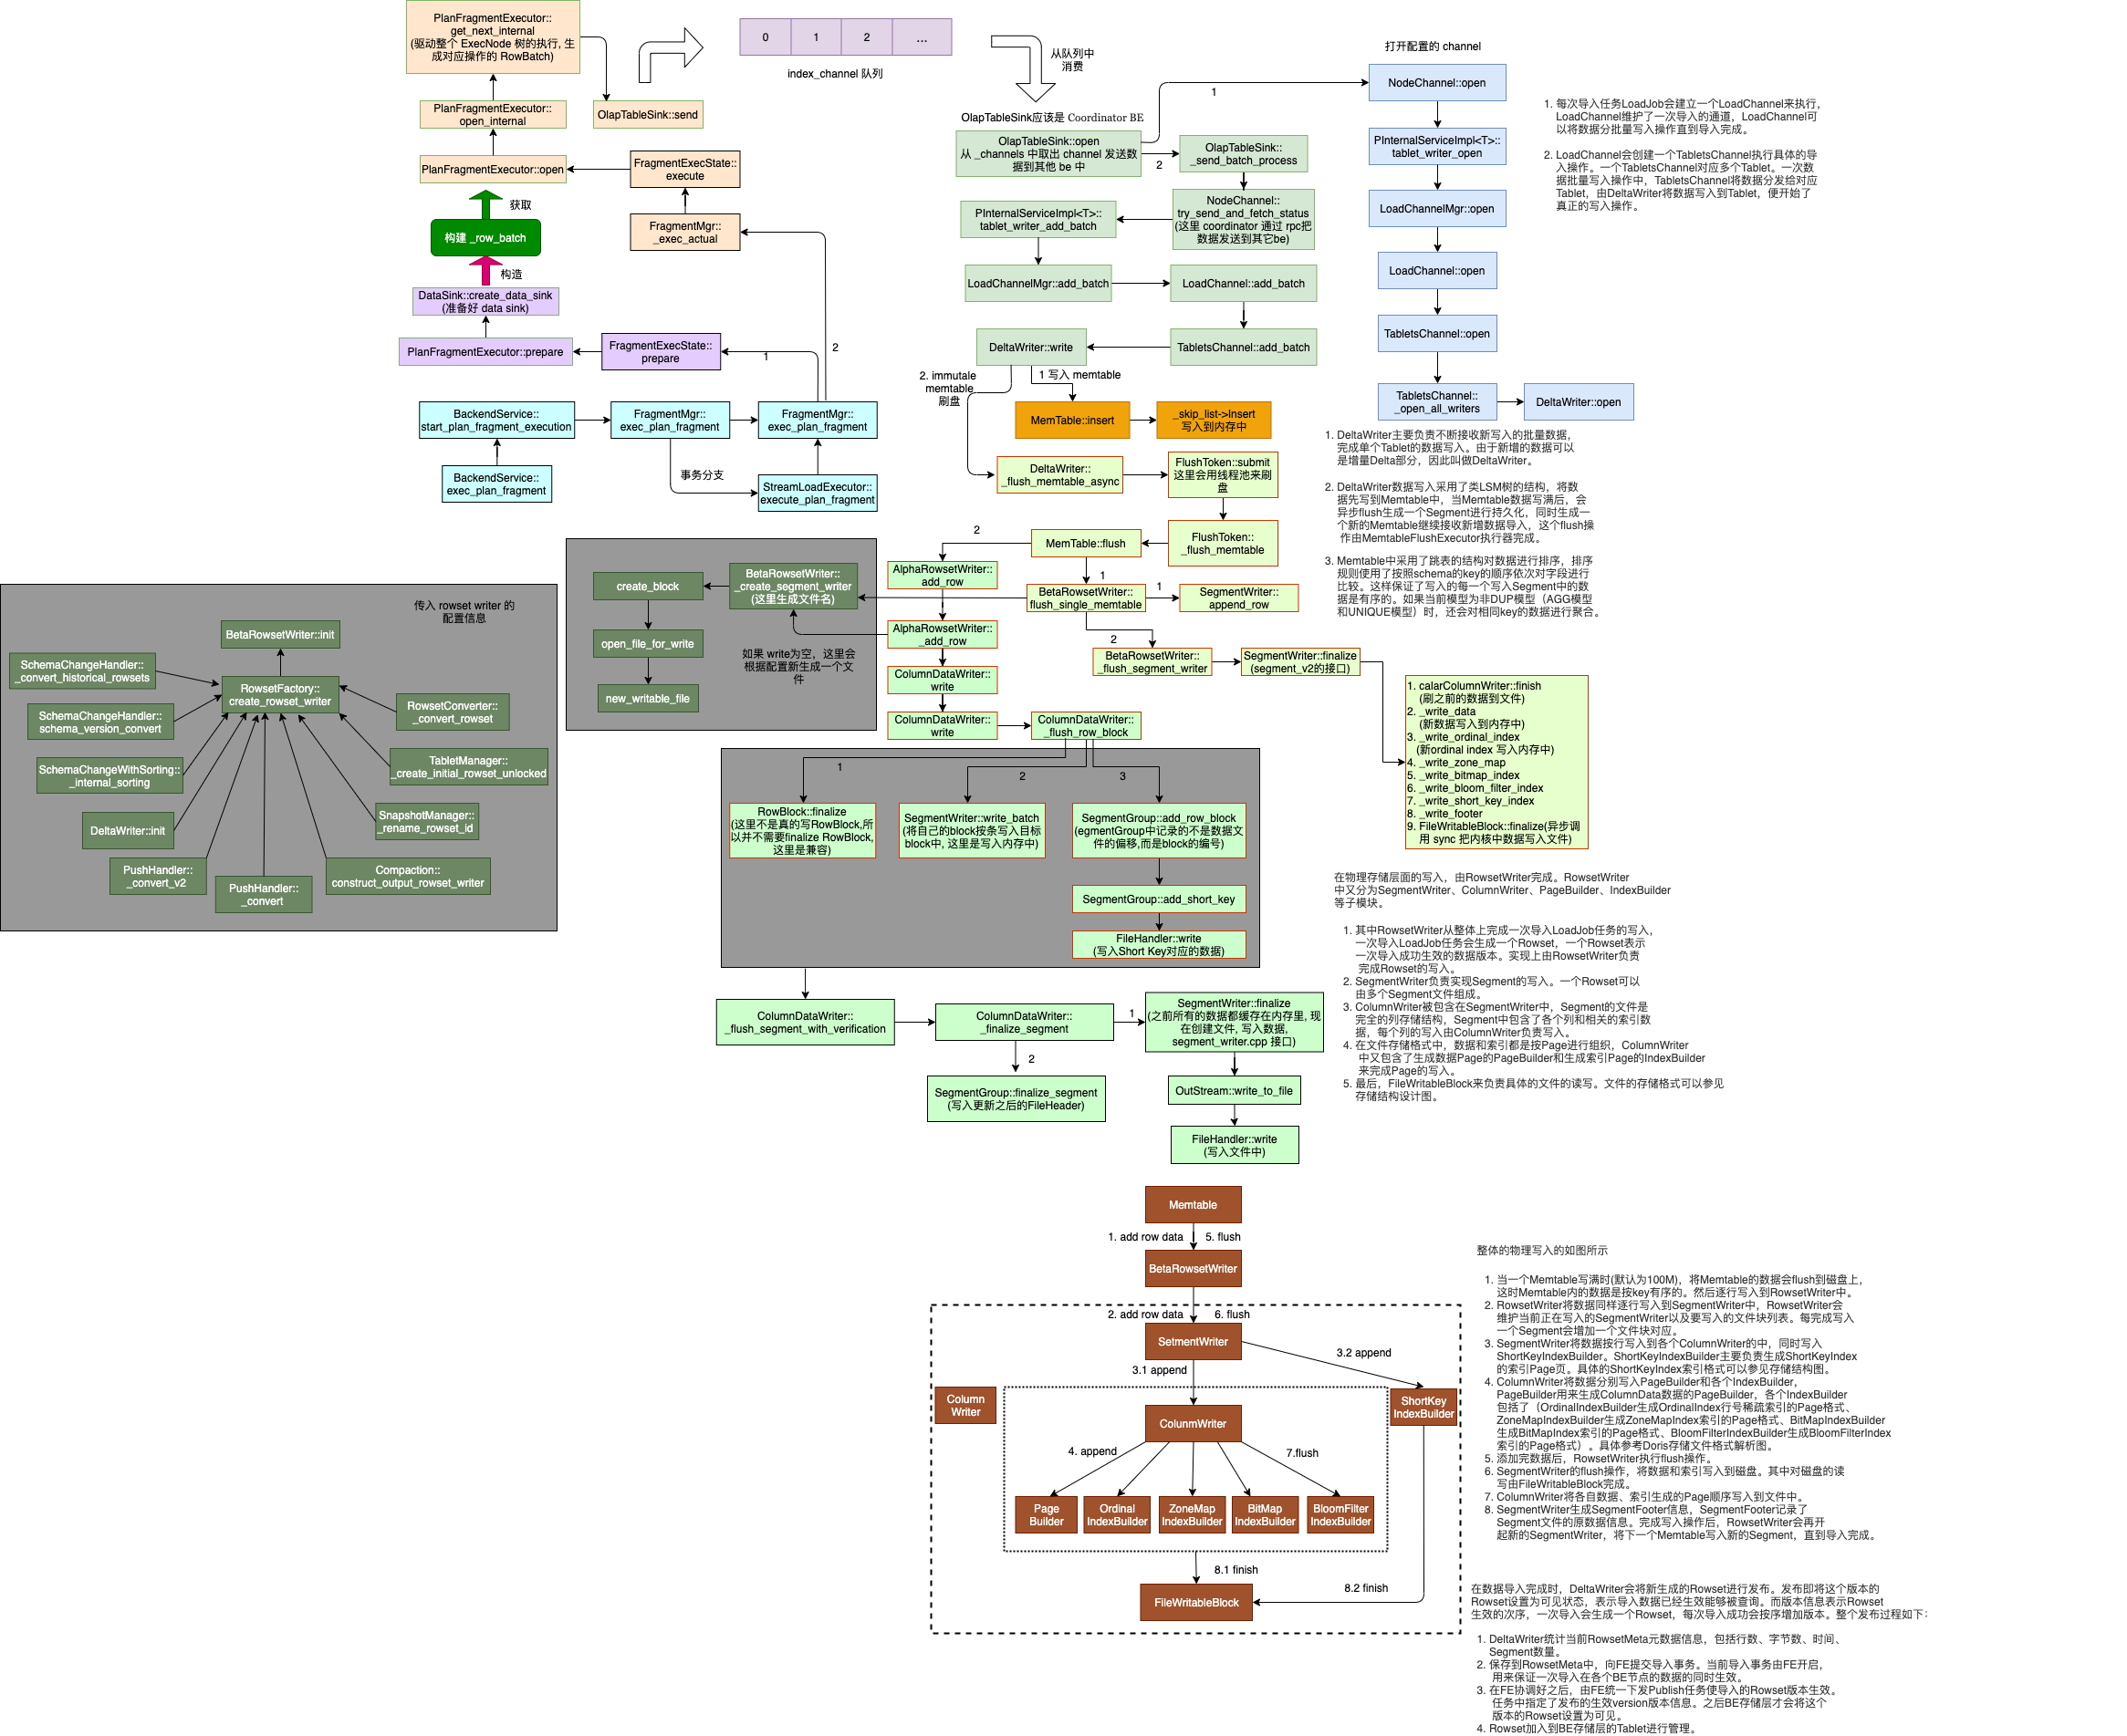 PlanFragmentExecutor::
get_next_internal
(驱动整个 ExecNode 树的执行, 生
成对应操作的 RowBatch)
PlanFragmentExecutor::
open_internal
OlapTableSink::send
PlanFragmentExecutor::open
FragmentExecState::
execute
获取
构建 _row_batch
FragmentMgr::
_exec_actual
构造
DataSink::create_data_sink
(准备好 data sink)
PlanFragmentExecutor::prepare
FragmentExecState::
prepare
1
2
BackendService::
start_plan_fragment_execution
FragmentMgr::
exec_plan_fragment
FragmentMgr::
exec_plan_fragment
BackendService::
exec_plan_fragment
事务分支
StreamLoadExecutor::
execute_plan_fragment
0
1
2
...
index_channel 队列
从队列中
消费
OlapTableSink应该是 Coordinator BE
OlapTableSink::open
从 _channels 中取出 channel 发送数
据到其他 be 中
1
2
OlapTableSink::
_send_batch_process
NodeChannel::
try_send_and_fetch_status
(这里 coordinator 通过 rpc把
数据发送到其它be)
PInternalServiceImpl<T>::
tablet_writer_add_batch
LoadChannelMgr::add_batch
LoadChannel::add_batch
DeltaWriter::write
TabletsChannel::add_batch
2. immutale
memtable
刷盘
1 写入 memtable
MemTable::insert
_skip_list->Insert
写入到内存中
DeltaWriter::
_flush_memtable_async
FlushToken::submit
这里会用线程池来刷
盘
FlushToken::
_flush_memtable
MemTable::flush
2
1
打开配置的 channel
NodeChannel::open
PInternalServiceImpl<T>::
tablet_writer_open
LoadChannelMgr::open
LoadChannel::open
TabletsChannel::open
TabletsChannel::
_open_all_writers
DeltaWriter::open
1. 每次导入任务LoadJob会建立一个LoadChannel来执行,
LoadChannel维护了一次导入的通道，LoadChannel可
以将数据分批量写入操作直到导入完成。
2. LoadChannel会创建一个TabletsChannel执行具体的导
入操作。一个TabletsChannel对应多个Tablet。一次数
据批量写入操作中，TabletsChannel将数据分发给对应
Tablet，由DeltaWriter将数据写入到Tablet，便开始了
真正的写入操作。
1. DeltaWriter主要负责不断接收新写入的批量数据，
完成单个Tablet的数据写入。由于新增的数据可以
是增量Delta部分，因此叫做DeltaWriter。
2. DeltaWriter数据写入采用了类LSM树的结构，将数
据先写到Memtable中，当Memtable数据写满后，会
异步flush生成一个Segment进行持久化，同时生成一
个新的Memtable继续接收新增数据导入，这个flush操
作由MemtableFlushExecutor执行器完成。
3. Memtable中采用了跳表的结构对数据进行排序，排序
规则使用了按照schema的key的顺序依次对字段进行
比较。这样保证了写入的每一个写入Segment中的数
据是有序的。如果当前模型为非DUP模型（AGG模型
和UNIQUE模型）时，还会对相同key的数据进行聚合。
AlphaRowsetWriter::
add_row
BetaRowsetWriter::
flush_single_memtable
1
SegmentWriter::
append_row
AlphaRowsetWriter::
_add_row
2
BetaRowsetWriter::
_flush_segment_writer
SegmentWriter::finalize
(segment_v2的接口)
ColumnDataWriter::
write
ColumnDataWriter::
write
ColumnDataWriter::
_flush_row_block
create_block
BetaRowsetWriter::
_create_segment_writer
(这里生成文件名)
open_file_for_write
new_writable_file
如果 write为空，这里会
根据配置新生成一个文
件
传入 rowset writer 的
配置信息
BetaRowsetWriter::init
SchemaChangeHandler::
_convert_historical_rowsets
RowsetFactory::
create_rowset_writer
SchemaChangeHandler::
schema_version_convert
RowsetConverter::
_convert_rowset
SchemaChangeWithSorting::
_internal_sorting
TabletManager::
_create_initial_rowset_unlocked
DeltaWriter::init
SnapshotManager::
_rename_rowset_id
PushHandler::
_convert_v2
PushHandler::
_convert
Compaction::
construct_output_rowset_writer
1. calarColumnWriter::finish
(刷之前的数据到文件)
2. _write_data
(新数据写入到内存中)
3. _write_ordinal_index
(新ordinal index 写入内存中)
4. _write_zone_map
5. _write_bitmap_index
6. _write_bloom_filter_index
7. _write_short_key_index
8. _write_footer
9. FileWritableBlock::finalize(异步调
用 sync 把内核中数据写入文件)
1
2
3
RowBlock::finalize
(这里不是真的写RowBlock,所
以并不需要finalize RowBlock,
这里是兼容)
SegmentWriter::write_batch
(将自己的block按条写入目标
block中, 这里是写入内存中)
SegmentGroup::add_row_block
(egmentGroup中记录的不是数据文
件的偏移,而是block的编号)
SegmentGroup::add_short_key
FileHandler::write
(写入Short Key对应的数据)
ColumnDataWriter::
_flush_segment_with_verification
ColumnDataWriter::
_finalize_segment
1
SegmentWriter::finalize
(之前所有的数据都缓存在内存里, 现
在创建文件, 写入数据,
segment_writer.cpp 接口)
2
SegmentGroup::finalize_segment
(写入更新之后的FileHeader)
OutStream::write_to_file
FileHandler::write
(写入文件中)
在物理存储层面的写入，由RowsetWriter完成。RowsetWriter
中又分为SegmentWriter、ColumnWriter、PageBuilder、IndexBuilder
等子模块。
1. 其中RowsetWriter从整体上完成一次导入LoadJob任务的写入，
一次导入LoadJob任务会生成一个Rowset，一个Rowset表示
一次导入成功生效的数据版本。实现上由RowsetWriter负责
完成Rowset的写入。
2. SegmentWriter负责实现Segment的写入。一个Rowset可以
由多个Segment文件组成。
3. ColumnWriter被包含在SegmentWriter中，Segment的文件是
完全的列存储结构，Segment中包含了各个列和相关的索引数
据，每个列的写入由ColumnWriter负责写入。
4. 在文件存储格式中，数据和索引都是按Page进行组织，ColumnWriter
中又包含了生成数据Page的PageBuilder和生成索引Page的IndexBuilder
来完成Page的写入。
5. 最后，FileWritableBlock来负责具体的文件的读写。文件的存储格式可以参见
存储结构设计图。
Memtable
1. add row data
5. flush
BetaRowsetWriter
2. add row data
6. flush
SetmentWriter
3.1 append
3.2 append
Column
Writer
ShortKey
IndexBuilder
ColunmWriter
4. append
7.flush
Page
Builder
Ordinal
IndexBuilder
ZoneMap
IndexBuilder
BitMap
IndexBuilder
BloomFilter
IndexBuilder
8.1 finish
8.2 finish
FileWritableBlock
整体的物理写入的如图所示
1. 当一个Memtable写满时(默认为100M)，将Memtable的数据会flush到磁盘上，
这时Memtable内的数据是按key有序的。然后逐行写入到RowsetWriter中。
2. RowsetWriter将数据同样逐行写入到SegmentWriter中，RowsetWriter会
维护当前正在写入的SegmentWriter以及要写入的文件块列表。每完成写入
一个Segment会增加一个文件块对应。
3. SegmentWriter将数据按行写入到各个ColumnWriter的中，同时写入
ShortKeyIndexBuilder。ShortKeyIndexBuilder主要负责生成ShortKeyIndex
的索引Page页。具体的ShortKeyIndex索引格式可以参见存储结构图。
4. ColumnWriter将数据分别写入PageBuilder和各个IndexBuilder，
PageBuilder用来生成ColumnData数据的PageBuilder，各个IndexBuilder
包括了（OrdinalIndexBuilder生成OrdinalIndex行号稀疏索引的Page格式、
ZoneMapIndexBuilder生成ZoneMapIndex索引的Page格式、BitMapIndexBuilder
生成BitMapIndex索引的Page格式、BloomFilterIndexBuilder生成BloomFilterIndex
索引的Page格式）。具体参考Doris存储文件格式解析图。
5. 添加完数据后，RowsetWriter执行flush操作。
6. SegmentWriter的flush操作，将数据和索引写入到磁盘。其中对磁盘的读
写由FileWritableBlock完成。
7. ColumnWriter将各自数据、索引生成的Page顺序写入到文件中。
8. SegmentWriter生成SegmentFooter信息，SegmentFooter记录了
Segment文件的原数据信息。完成写入操作后，RowsetWriter会再开
起新的SegmentWriter，将下一个Memtable写入新的Segment，直到导入完成。
在数据导入完成时，DeltaWriter会将新生成的Rowset进行发布。发布即将这个版本的
Rowset设置为可见状态，表示导入数据已经生效能够被查询。而版本信息表示Rowset
生效的次序，一次导入会生成一个Rowset，每次导入成功会按序增加版本。整个发布过程如下：
1. DeltaWriter统计当前RowsetMeta元数据信息，包括行数、字节数、时间、
Segment数量。
2. 保存到RowsetMeta中，向FE提交导入事务。当前导入事务由FE开启，
用来保证一次导入在各个BE节点的数据的同时生效。
3. 在FE协调好之后，由FE统一下发Publish任务使导入的Rowset版本生效。
任务中指定了发布的生效version版本信息。之后BE存储层才会将这个
版本的Rowset设置为可见。
4. Rowset加入到BE存储层的Tablet进行管理。